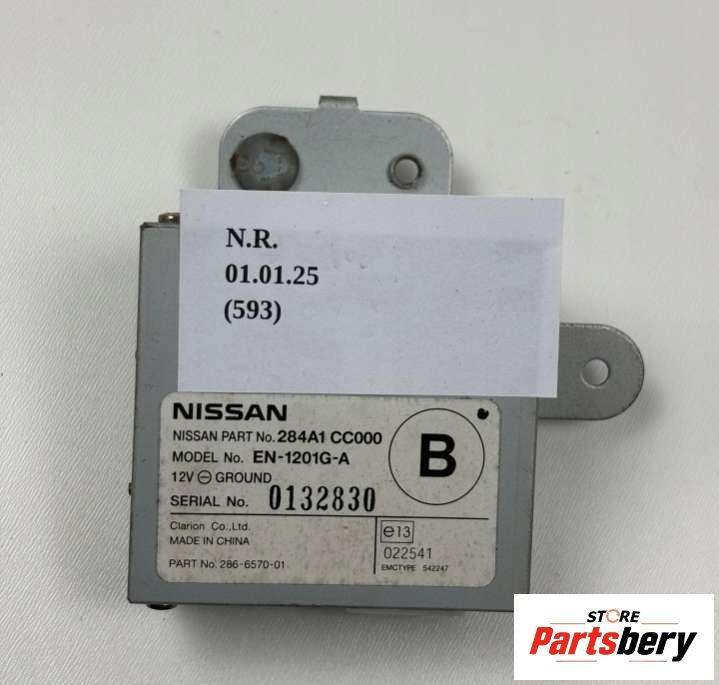 N.R.
01.01.25
(593)
NISSAN
NISSAN PART No. 284A1 CC000
MODEL No. EN-1201G-A
B
12V ⊖ GROUND
SERIAL No. 0132830
Clarion Co.,Ltd.
MADE IN CHINA
PART No. 286-6570-01
e13
022541
EMCTYPE 542247
STORE
Partsbery